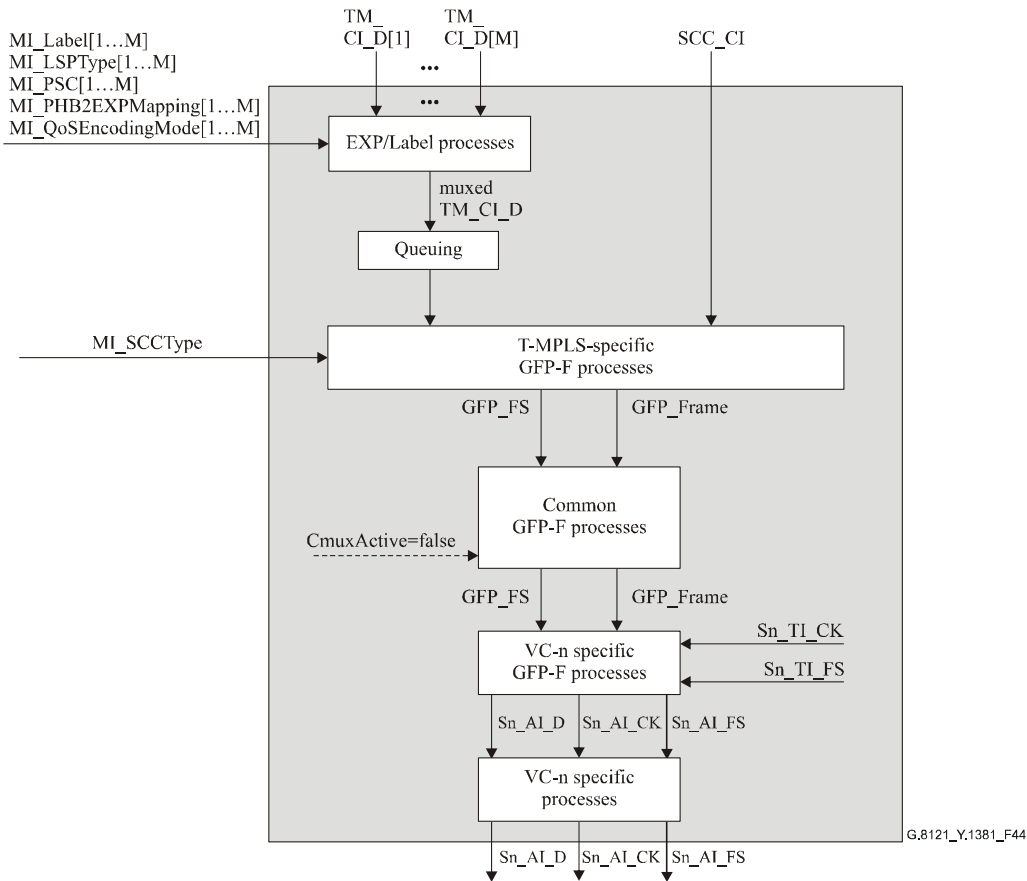 TM_
CI_D[1]
TM_
CI_D[M]
SCC_CI
MI_Label[1…M]
MI_LSPType[1…M]
MI_PSC[1…M]
MI_PHB2EXPMapping[1…M]
MI_QoSEncodingMode[1…M]
...
...
EXP/Label processes
muxed
TM_CI_D
Queuing
MI_SCCType
T-MPLS-specific
GFP-F processes
GFP_FS
GFP_Frame
Common
GFP-F processes
CmuxActive=false
GFP_FS
GFP_Frame
VC-n specific
GFP-F processes
Sn_TI_CK
Sn_TI_FS
Sn_AI_D
Sn_AI_CK
Sn_AI_FS
VC-n specific
processes
G.8121_Y.1381_F44
Sn_AI_D
Sn_AI_CK
Sn_AI_FS